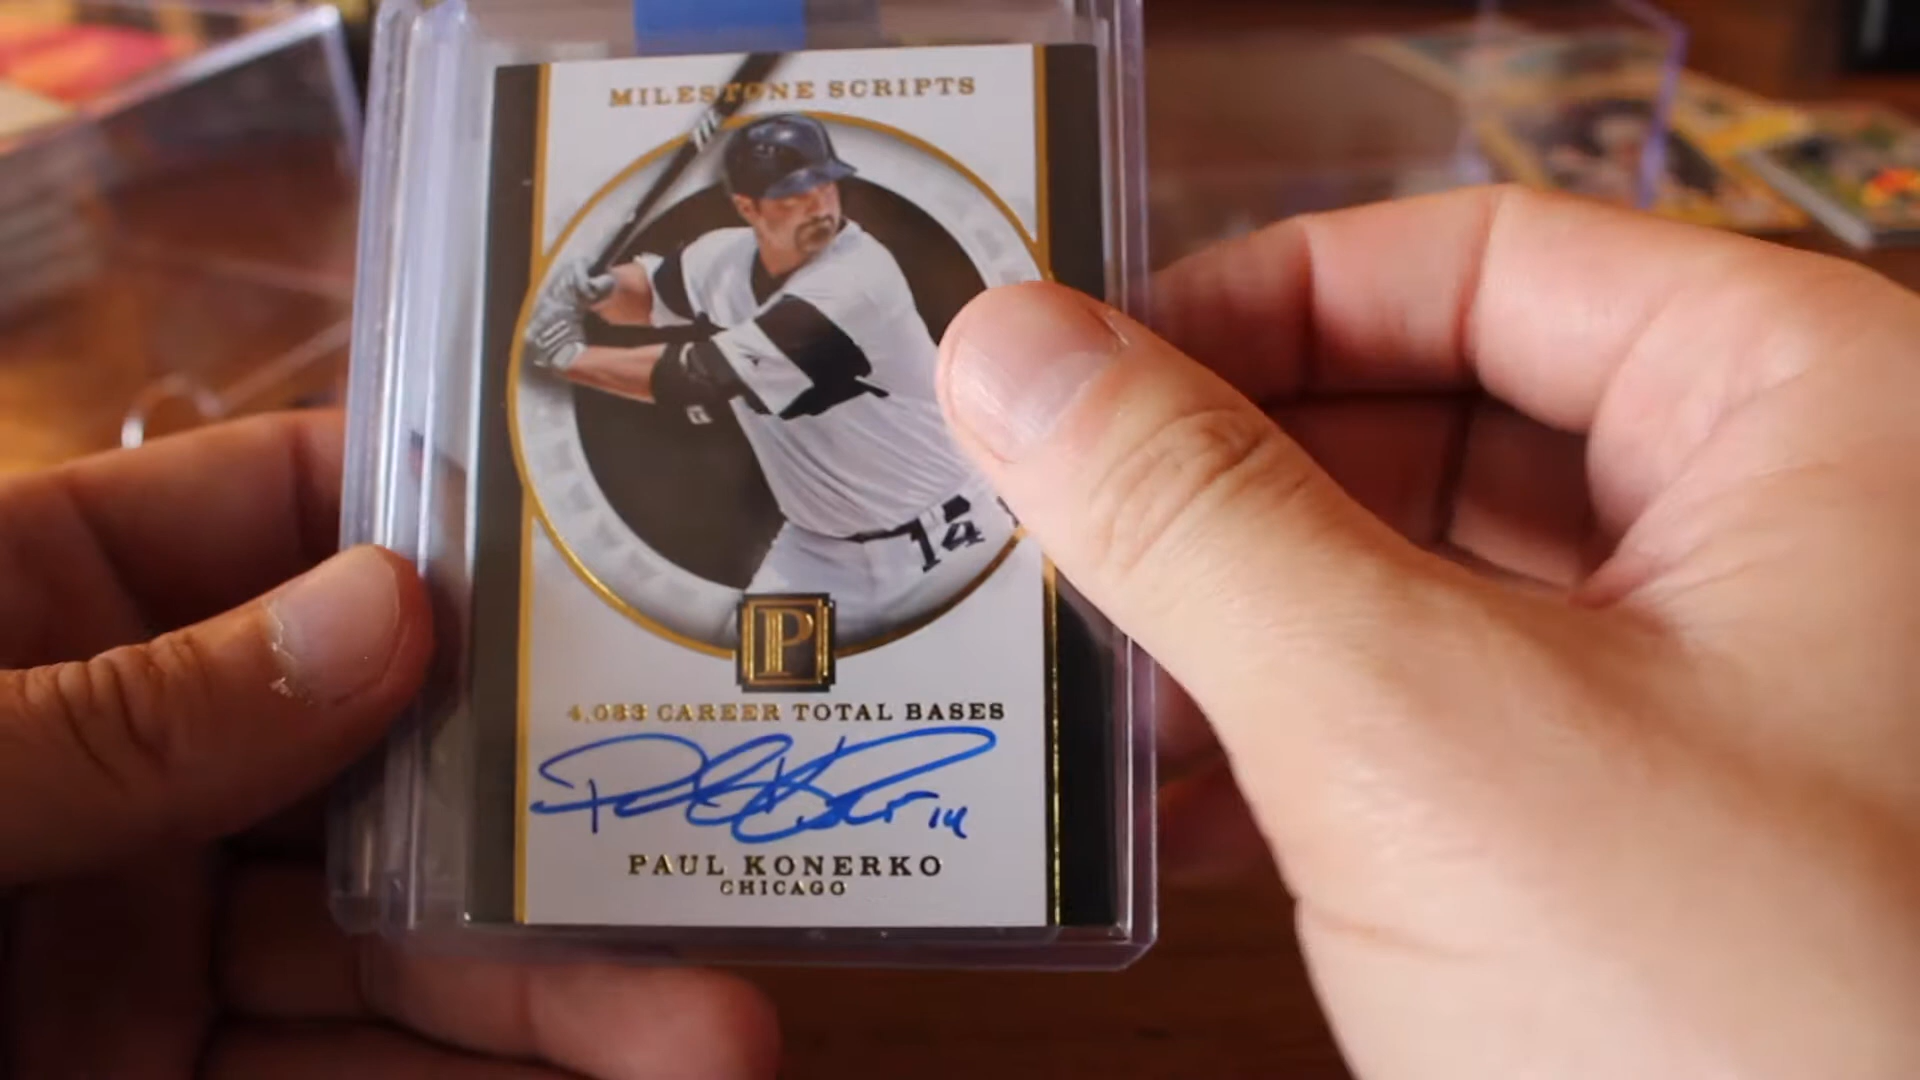 MILESTONE SCRIPTS
14
P
4,083 CAREER TOTAL BASES
14
PAUL KONERKO
CHICAGO